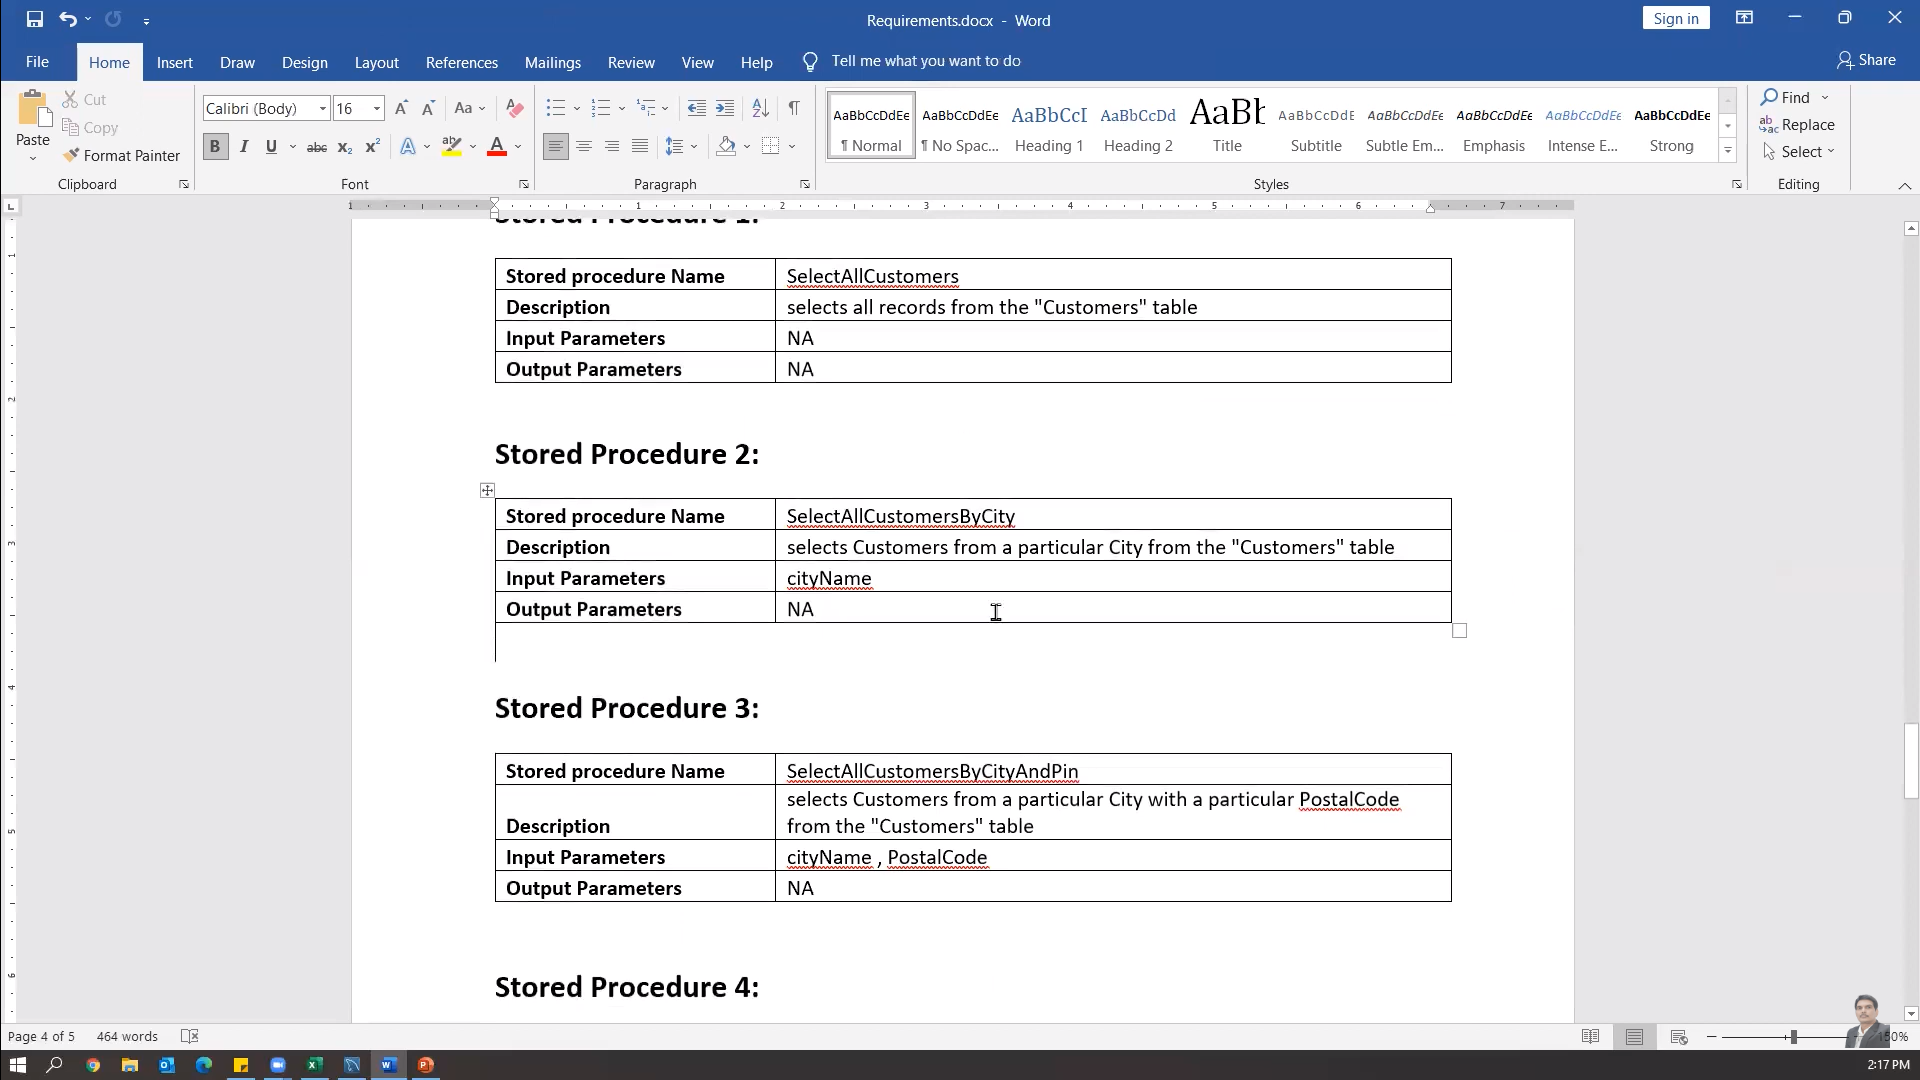 Requirements.docx - Word
Sign in
File Home Insert Draw Design Layout References Mailings Review View Help Tell me what you want to do Share
Paste
Cut
Copy
Format Painter
Clipboard
Calibri (Body) 16
Font
Paragraph
AaBbCcDdEe ¶ Normal
AaBbCcDdEe ¶ No Spac...
AaBbCcI Heading 1
AaBbCcDd Heading 2
AaBb Title
AaBbCcDdE Subtitle
AaBbCcDdEe Subtle Em...
AaBbCcDdEe Emphasis
AaBbCcDdEe Intense E...
AaBbCcDdEe Strong
Styles
Find
Replace
Select
Editing
Stored Procedure 1:
Stored procedure Name SelectAllCustomers
Description selects all records from the "Customers" table
Input Parameters NA
Output Parameters NA
Stored Procedure 2:
Stored procedure Name SelectAllCustomersByCity
Description selects Customers from a particular City from the "Customers" table
Input Parameters cityName
Output Parameters NA
Stored Procedure 3:
Stored procedure Name SelectAllCustomersByCityAndPin
Description selects Customers from a particular City with a particular PostalCode
from the "Customers" table
Input Parameters cityName , PostalCode
Output Parameters NA
Stored Procedure 4:
Page 4 of 5 464 words
150%
2:17 PM